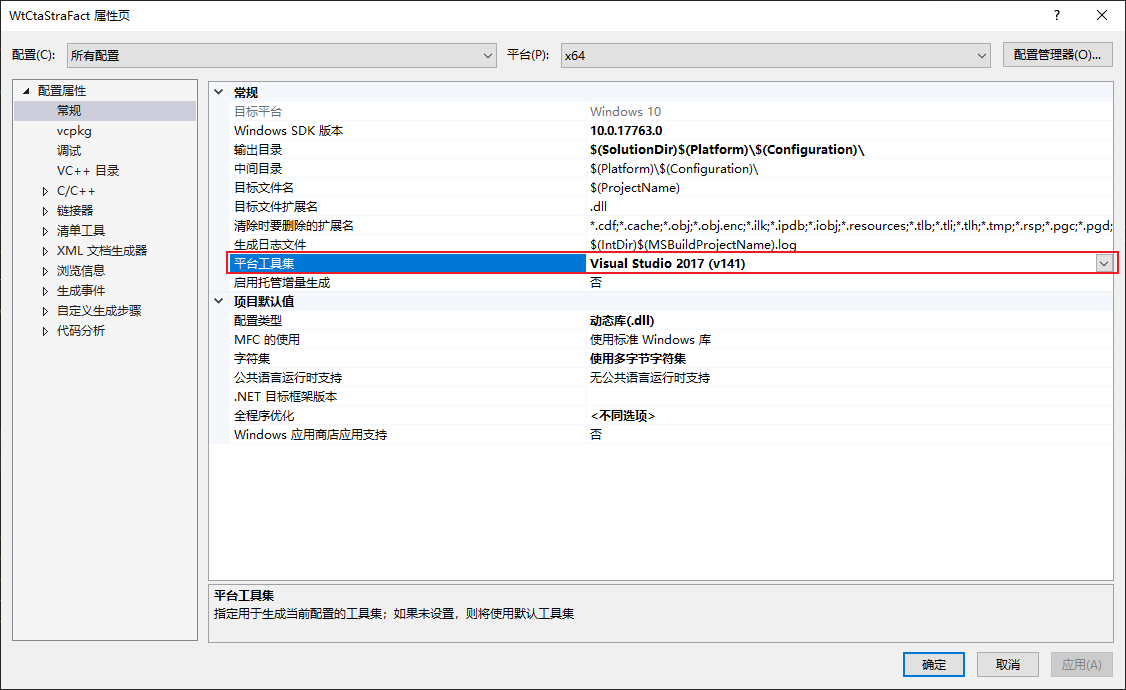 WtCtaStraFact 属性页
配置(C): 所有配置 平台(P): x64 配置管理器(O)...
配置属性
常规
vcpkg
调试
VC++ 目录
C/C++
链接器
清单工具
XML 文档生成器
浏览信息
生成事件
自定义生成步骤
代码分析
常规
目标平台 Windows 10
Windows SDK 版本 10.0.17763.0
输出目录 $(SolutionDir)$(Platform)\$(Configuration)\
中间目录 $(Platform)\$(Configuration)\
目标文件名 $(ProjectName)
目标文件扩展名 .dll
清除时要删除的扩展名 *.cdf;*.cache;*.obj;*.obj.enc;*.ilk;*.ipdb;*.iobj;*.resources;*.tlb;*.tli;*.tlh;*.tmp;*.rsp;*.pgc;*.pgd;
生成日志文件 $(IntDir)$(MSBuildProjectName).log
平台工具集 Visual Studio 2017 (v141)
启用托管增量生成 否
项目默认值
配置类型 动态库(.dll)
MFC 的使用 使用标准 Windows 库
字符集 使用多字节字符集
公共语言运行时支持 无公共语言运行时支持
.NET 目标框架版本
全程序优化 <不同选项>
Windows 应用商店应用支持 否
平台工具集
指定用于生成当前配置的工具集；如果未设置，则将使用默认工具集
确定 取消 应用(A)